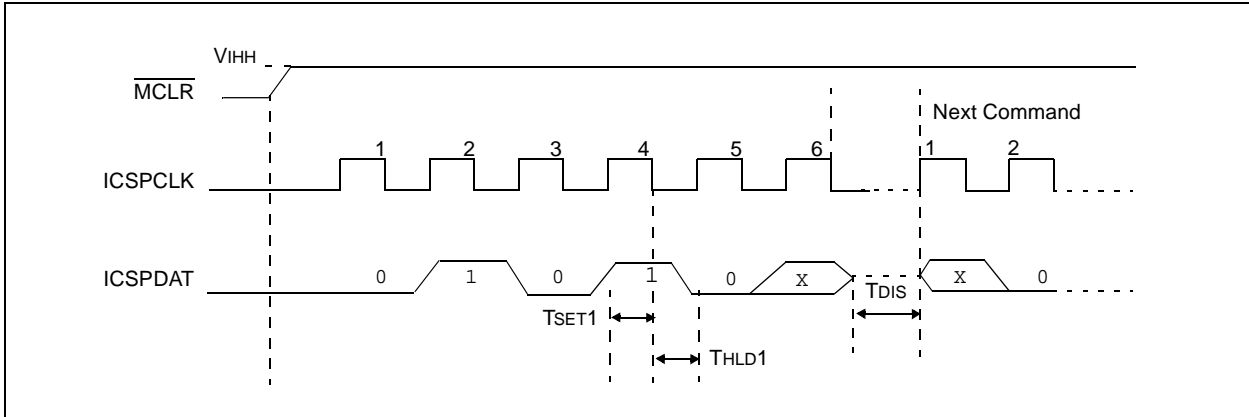 VIHH
MCLR
Next Command
1 2 3 4 5 6 1 2
ICSPCLK
ICSPDAT
0 1 0 1 0 X X 0
TDIS
TSET1
THLD1